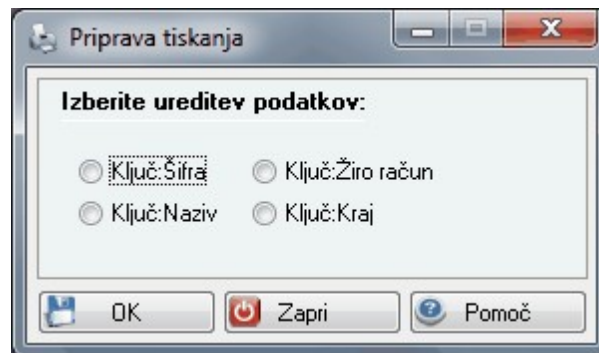 Priprava tiskanja
Izberite ureditev podatkov:
Ključ:Šifra Ključ:Žiro račun
Ključ:Naziv Ključ:Kraj
OK Zapri Pomoč